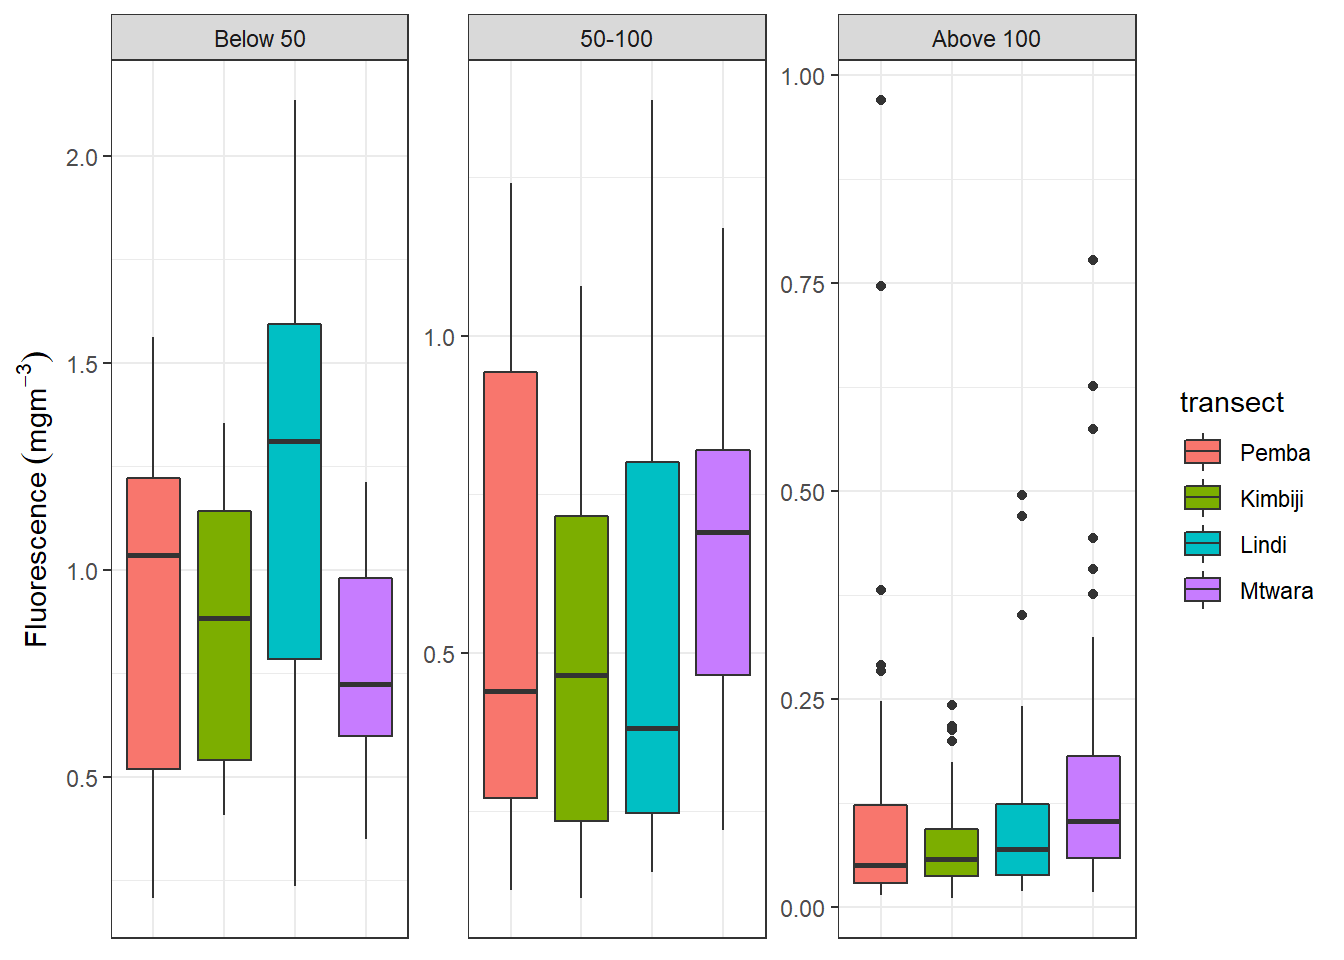 Below 50
50-100
Above 100
Fluorescence (mgm⁻³)
2.0
1.5
1.0
0.5
1.0
0.5
1.00
0.75
0.50
0.25
0.00
transect
Pemba
Kimbiji
Lindi
Mtwara